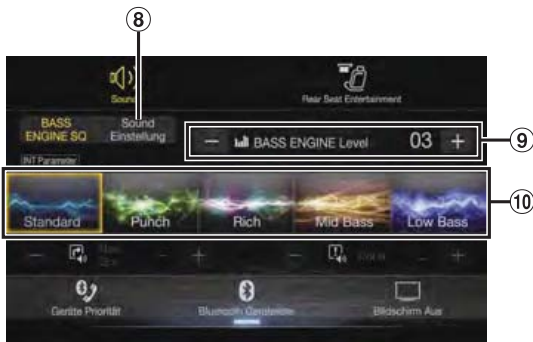 8
Sound
Rear Seat Entertainment
BASS ENGINE SQ
Sound Einstellung
BASS ENGINE Level 03
9
INT Parameter
Standard Punch Rich Mid Bass Low Bass
10
Geräte Priorität
Bluetooth Geräteliste
Bildschirm Aus